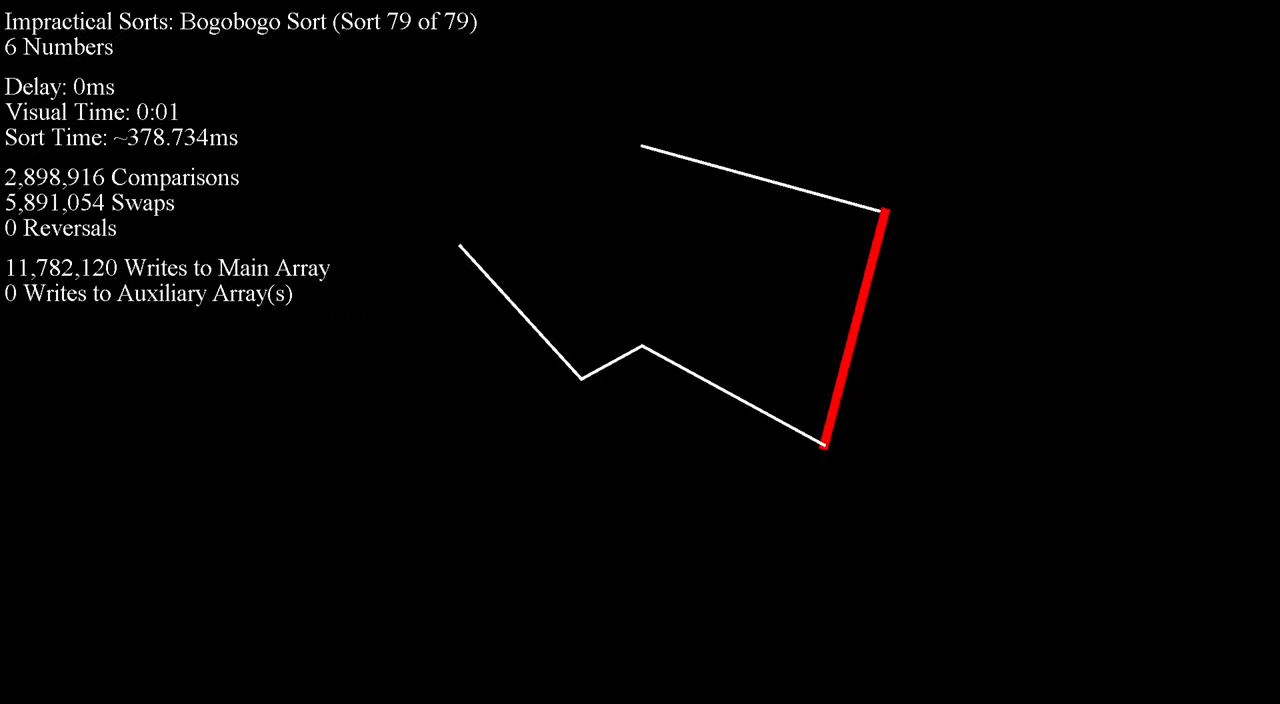 Impractical Sorts: Bogobogo Sort (Sort 79 of 79)
6 Numbers
Delay: 0ms
Visual Time: 0:01
Sort Time: ~378.734ms
2,898,916 Comparisons
5,891,054 Swaps
0 Reversals
11,782,120 Writes to Main Array
0 Writes to Auxiliary Array(s)